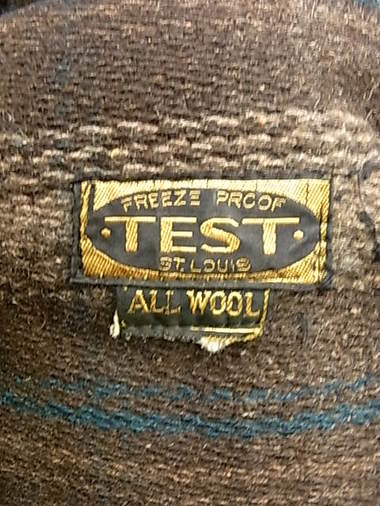 FREEZE PROOF
TEST
ST. LOUIS
ALL WOOL